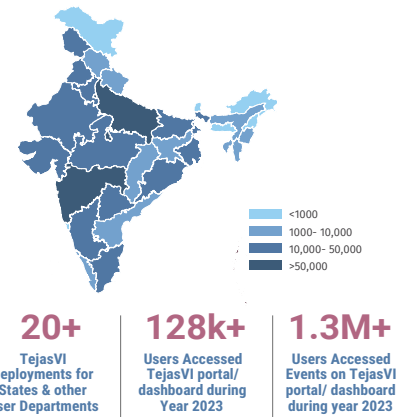 <1000
1000- 10,000
10,000- 50,000
>50,000
20+
TejasVI
eployments for
States & other
ser Departments
128k+
Users Accessed
TejasVI portal/
dashboard during
Year 2023
1.3M+
Users Accessed
Events on TejasVI
portal/ dashboard
during year 2023